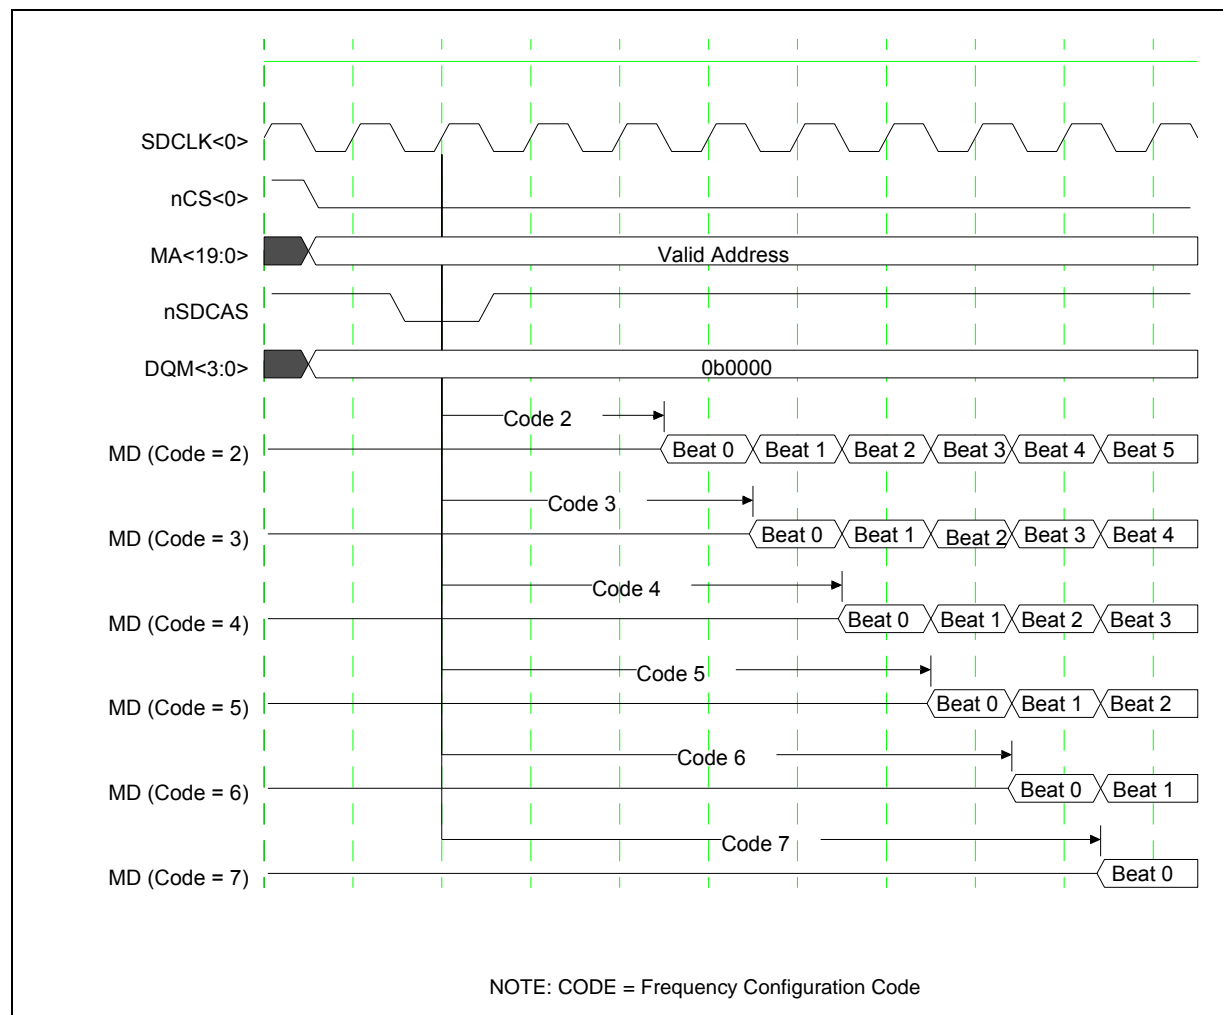 SDCLK<0>
nCS<0>
MA<19:0>
Valid Address
nSDCAS
DQM<3:0>
0b0000
Code 2
MD (Code = 2)
Beat 0 Beat 1 Beat 2 Beat 3 Beat 4 Beat 5
Code 3
MD (Code = 3)
Beat 0 Beat 1 Beat 2 Beat 3 Beat 4
Code 4
MD (Code = 4)
Beat 0 Beat 1 Beat 2 Beat 3
Code 5
MD (Code = 5)
Beat 0 Beat 1 Beat 2
Code 6
MD (Code = 6)
Beat 0 Beat 1
Code 7
MD (Code = 7)
Beat 0
NOTE: CODE = Frequency Configuration Code